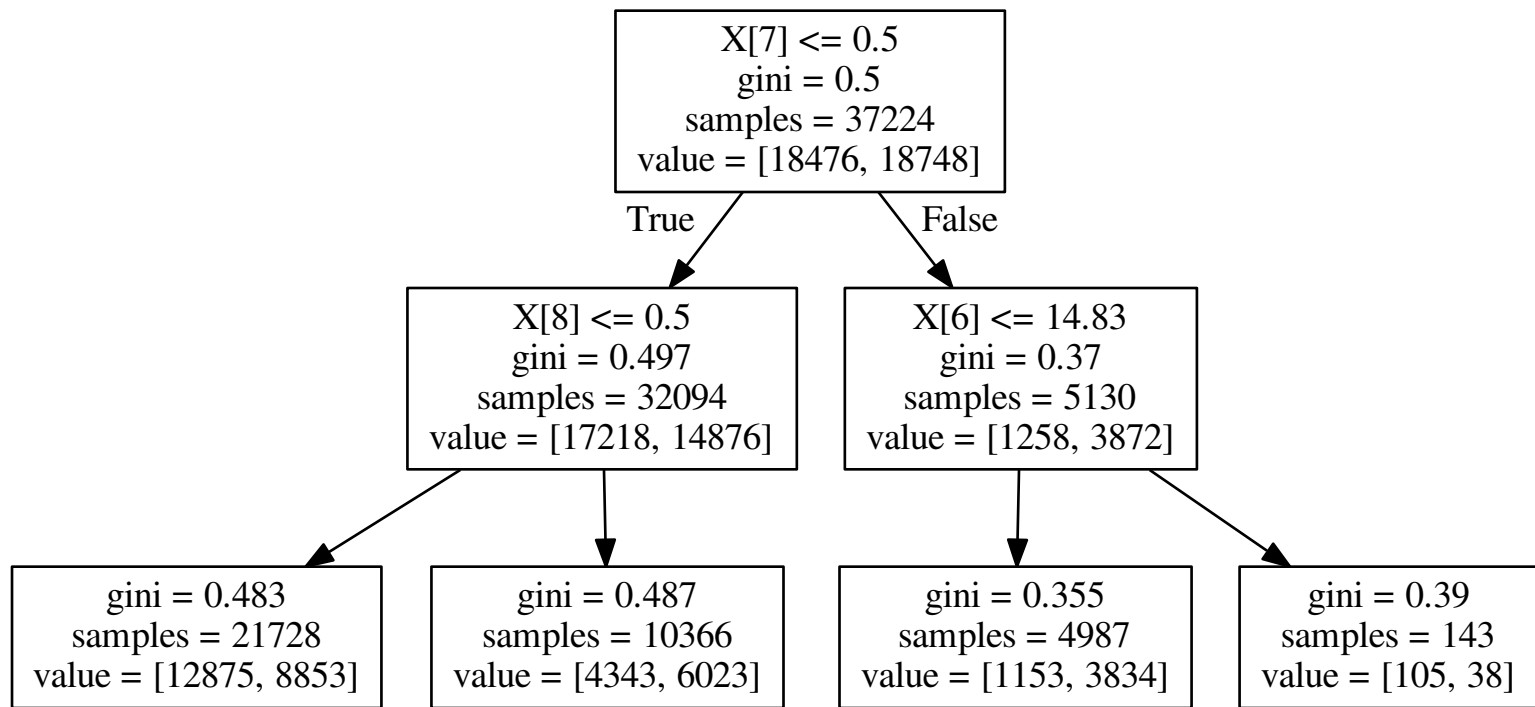 X[7] <= 0.5
gini = 0.5
samples = 37224
value = [18476, 18748]
True
False
X[8] <= 0.5
gini = 0.497
samples = 32094
value = [17218, 14876]
X[6] <= 14.83
gini = 0.37
samples = 5130
value = [1258, 3872]
gini = 0.483
samples = 21728
value = [12875, 8853]
gini = 0.487
samples = 10366
value = [4343, 6023]
gini = 0.355
samples = 4987
value = [1153, 3834]
gini = 0.39
samples = 143
value = [105, 38]